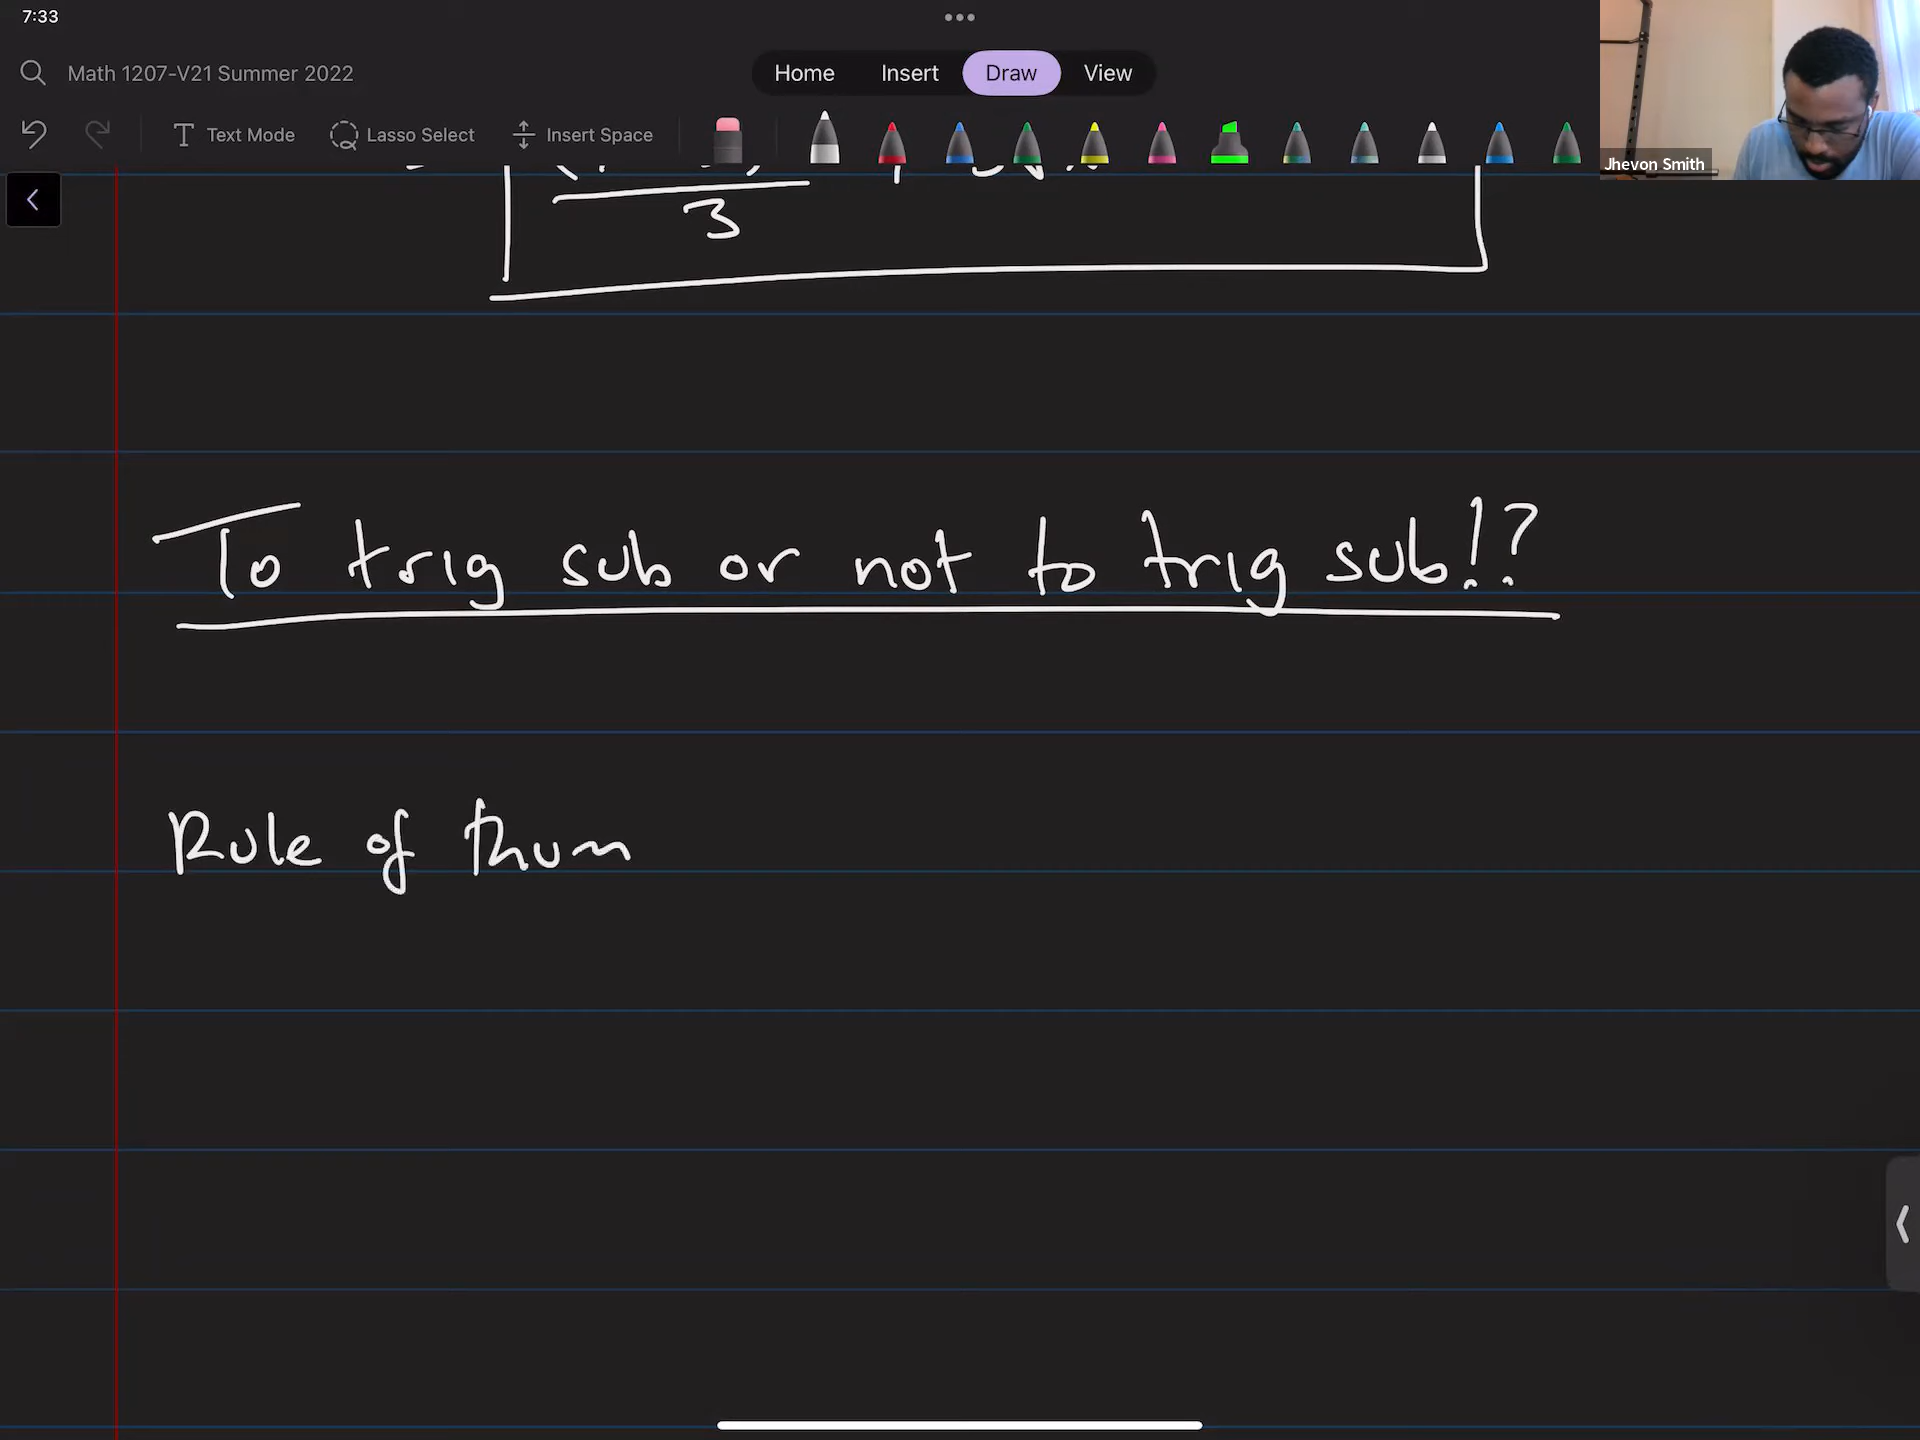 7:33
Math 1207-V21 Summer 2022
Home Insert Draw View
Text Mode Lasso Select Insert Space
Jhevon Smith
3
To trig sub or not to trig sub!?
Rule of thum